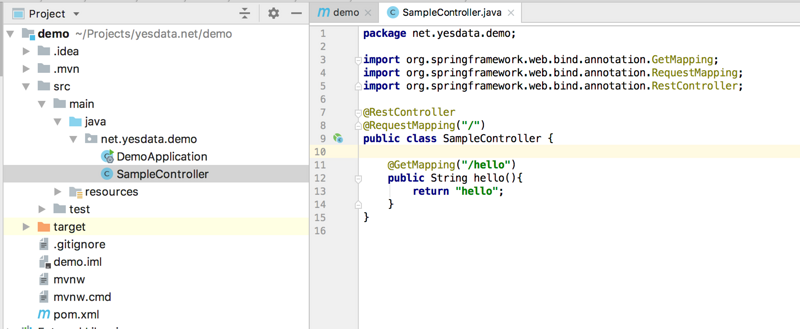 Project
demo ~/Projects/yesdata.net/demo
.idea
.mvn
src
main
java
net.yesdata.demo
DemoApplication
SampleController
resources
test
target
.gitignore
demo.iml
mvnw
mvnw.cmd
pom.xml
m demo
SampleController.java
1 package net.yesdata.demo;
2
3 import org.springframework.web.bind.annotation.GetMapping;
4 import org.springframework.web.bind.annotation.RequestMapping;
5 import org.springframework.web.bind.annotation.RestController;
6
7 @RestController
8 @RequestMapping("/")
9 public class SampleController {
10
11 @GetMapping("/hello")
12 public String hello(){
13 return "hello";
14 }
15 }
16